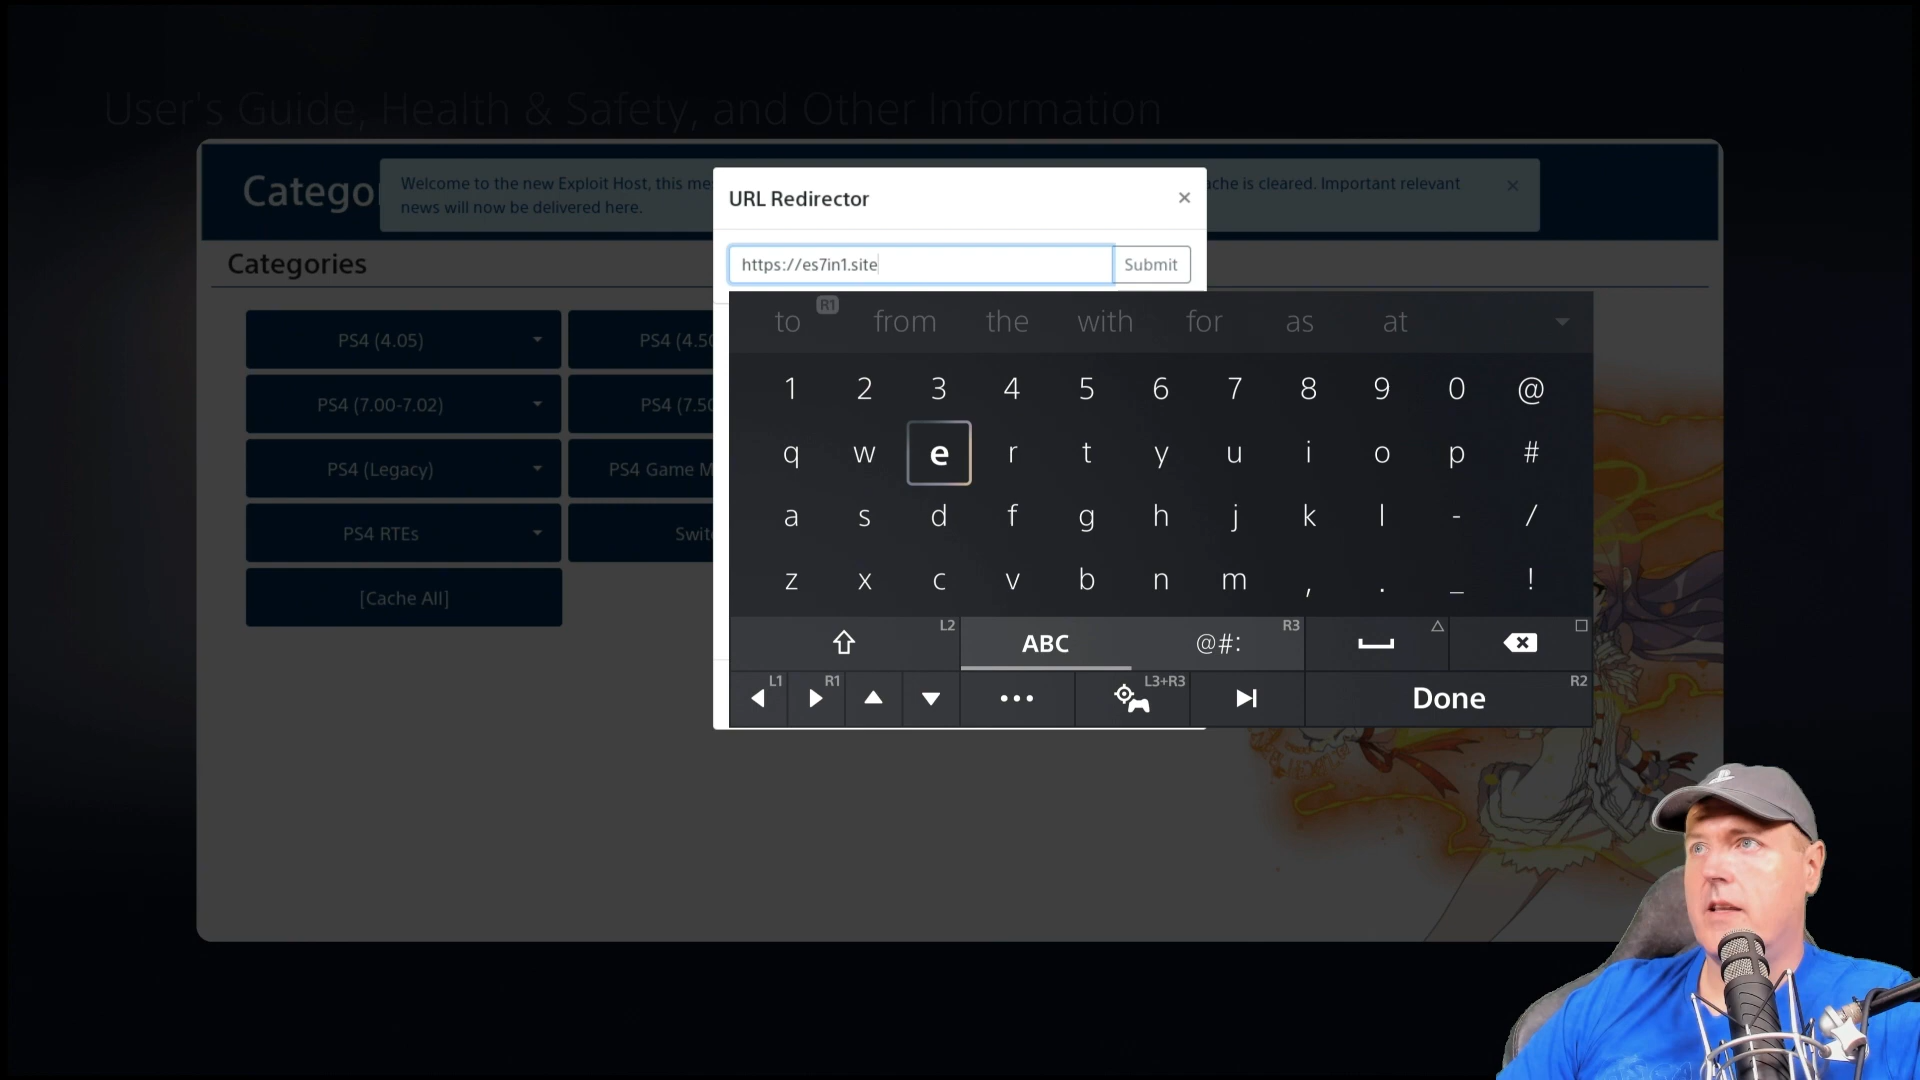 User's Guide, Health & Safety, and Other Information
Catego
Welcome to the new Exploit Host, this me
che is cleared. Important relevant
news will now be delivered here.
×
URL Redirector
×
https://es7in1.site
Submit
Categories
PS4 (4.05)
PS4 (4.50
PS4 (7.00-7.02)
PS4 (7.50
PS4 (Legacy)
PS4 Game M
PS4 RTEs
Swit
[Cache All]
to R1 from the with for as at
1 2 3 4 5 6 7 8 9 0 @
q w e r t y u i o p #
a s d f g h j k l - /
z x c v b n m , . _ !
L2 ABC @#: R3
L1 R1 ... L3+R3 Done R2